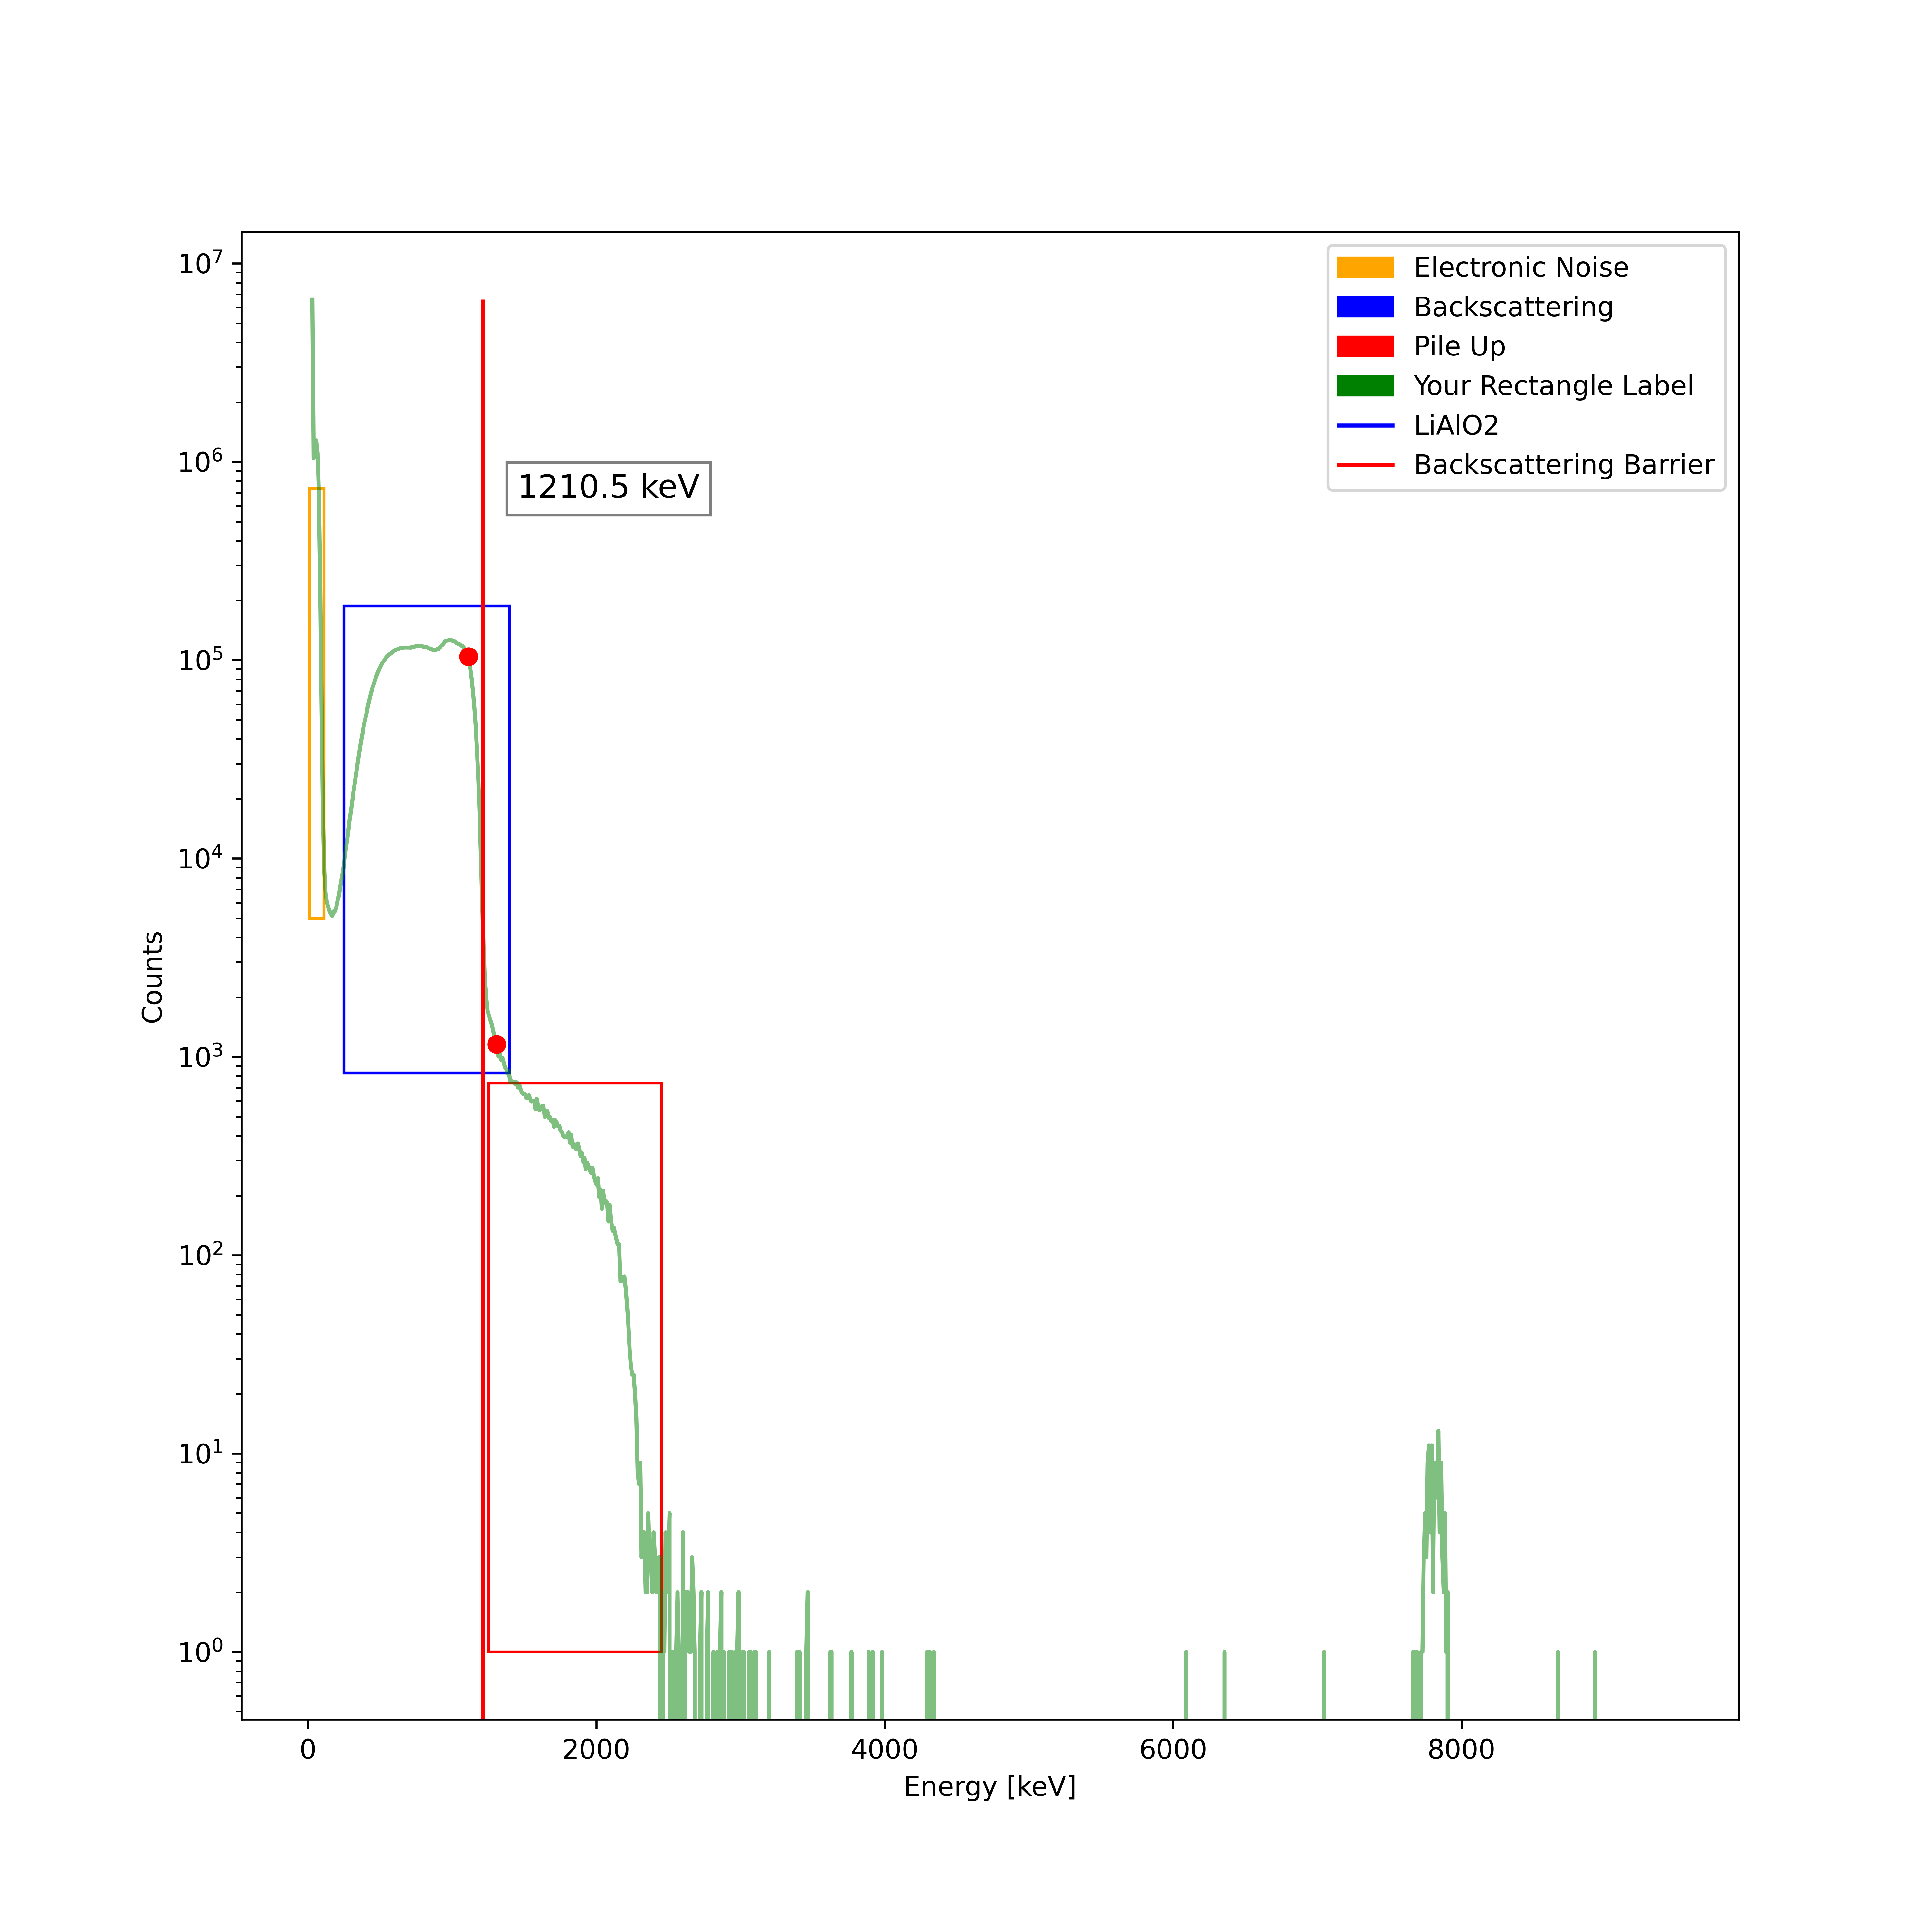 10^7
10^6
10^5
10^4
10^3
10^2
10^1
10^0
Counts
1210.5 keV
Electronic Noise
Backscattering
Pile Up
Your Rectangle Label
LiAlO2
Backscattering Barrier
0 2000 4000 6000 8000
Energy [keV]